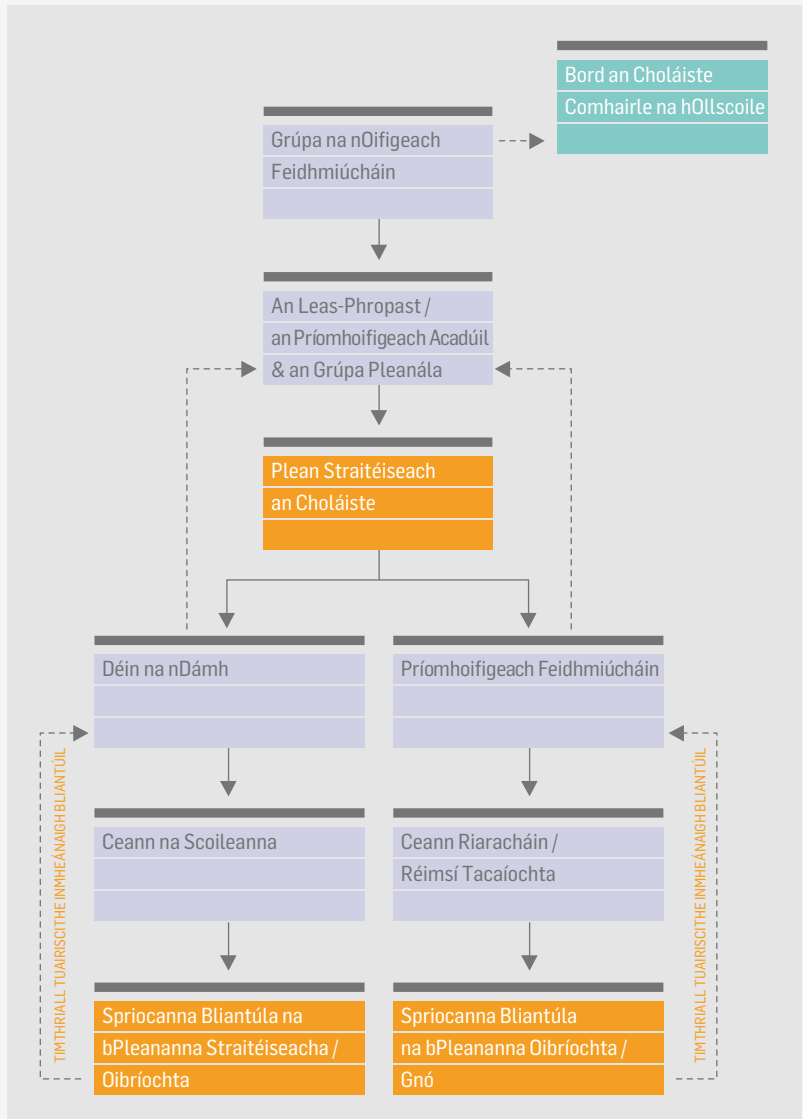 Bord an Choláiste
Comhairle na hOllscoile
Grúpa na nOifigeach
Feidhmiúcháin
An Leas-Phropast /
an Príomhoifigeach Acadúil
& an Grúpa Pleanála
Plean Straitéiseach
an Choláiste
Déin na nDámh
Príomhoifigeach Feidhmiúcháin
Ceann na Scoileanna
Ceann Riaracháin /
Réimsí Tacaíochta
Spriocanna Bliantúla na
bPleananna Straitéiseacha /
Oibríochta
Spriocanna Bliantúla
na bPleananna Oibríochta /
Gnó
TIMTHRIALL TUAIRISCITHE INMHEÁNAIGH BLIANTÚIL
TIMTHRIALL TUAIRISCITHE INMHEÁNAIGH BLIANTÚIL